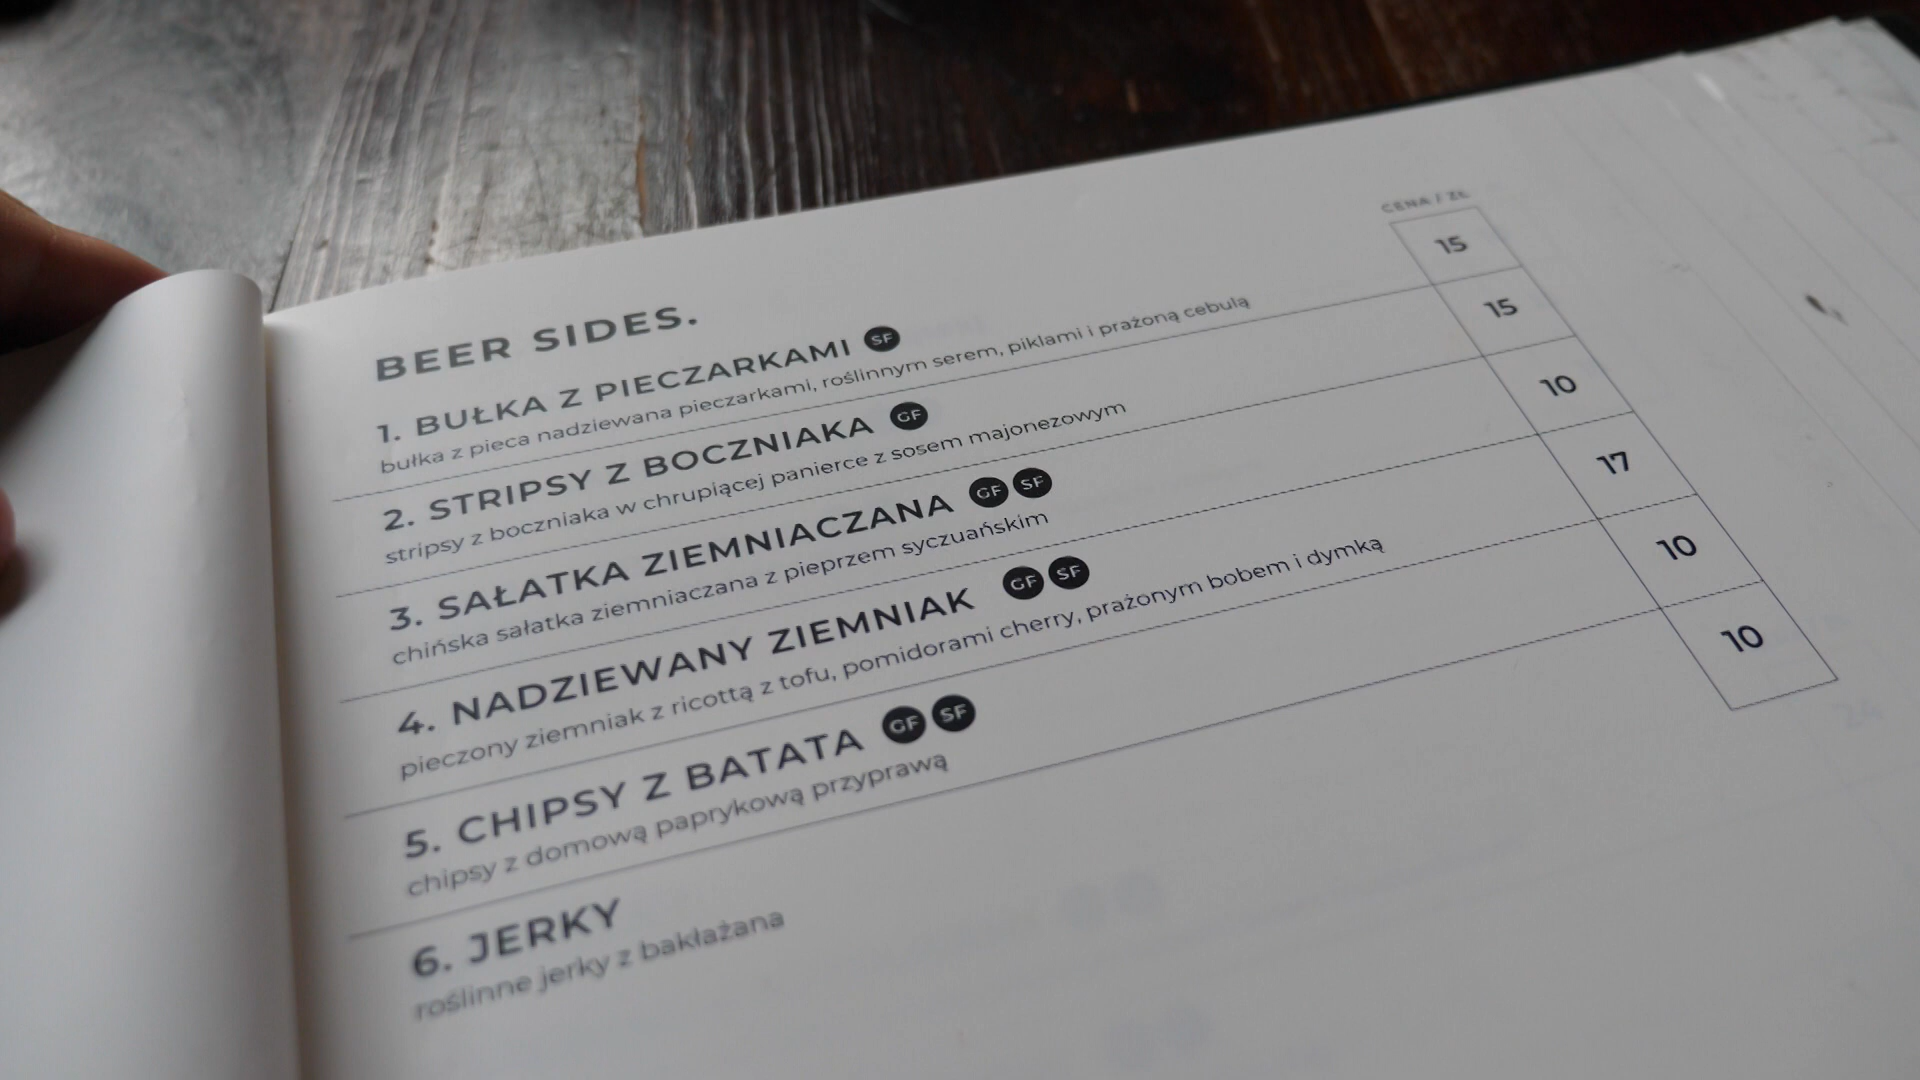 CENA / ZŁ
BEER SIDES.
1. BUŁKA Z PIECZARKAMI SF 15
bułka z pieca nadziewana pieczarkami, roślinnym serem, piklami i prażoną cebulą
2. STRIPSY Z BOCZNIAKA GF 15
stripsy z boczniaka w chrupiącej panierce z sosem majonezowym
3. SAŁATKA ZIEMNIACZANA GF SF 10
chińska sałatka ziemniaczana z pieprzem syczuańskim
4. NADZIEWANY ZIEMNIAK GF SF 17
pieczony ziemniak z ricottą z tofu, pomidorami cherry, prażonym bobem i dymką
5. CHIPSY Z BATATA GF SF 10
chipsy z domową paprykową przyprawą
6. JERKY 10
roślinne jerky z bakłażana